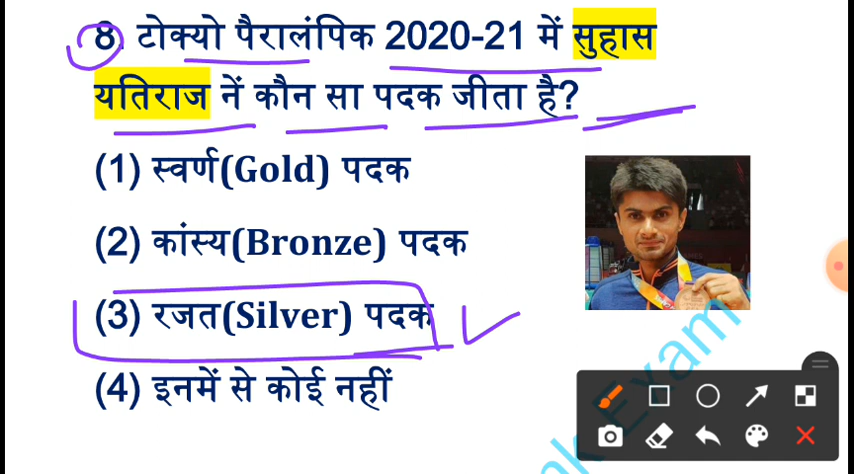 8. टोक्यो पैरालंपिक 2020-21 में सुहास
यतिराज नें कौन सा पदक जीता है?
(1) स्वर्ण(Gold) पदक
(2) कांस्य(Bronze) पदक
(3) रजत(Silver) पदक
(4) इनमें से कोई नहीं
Exam